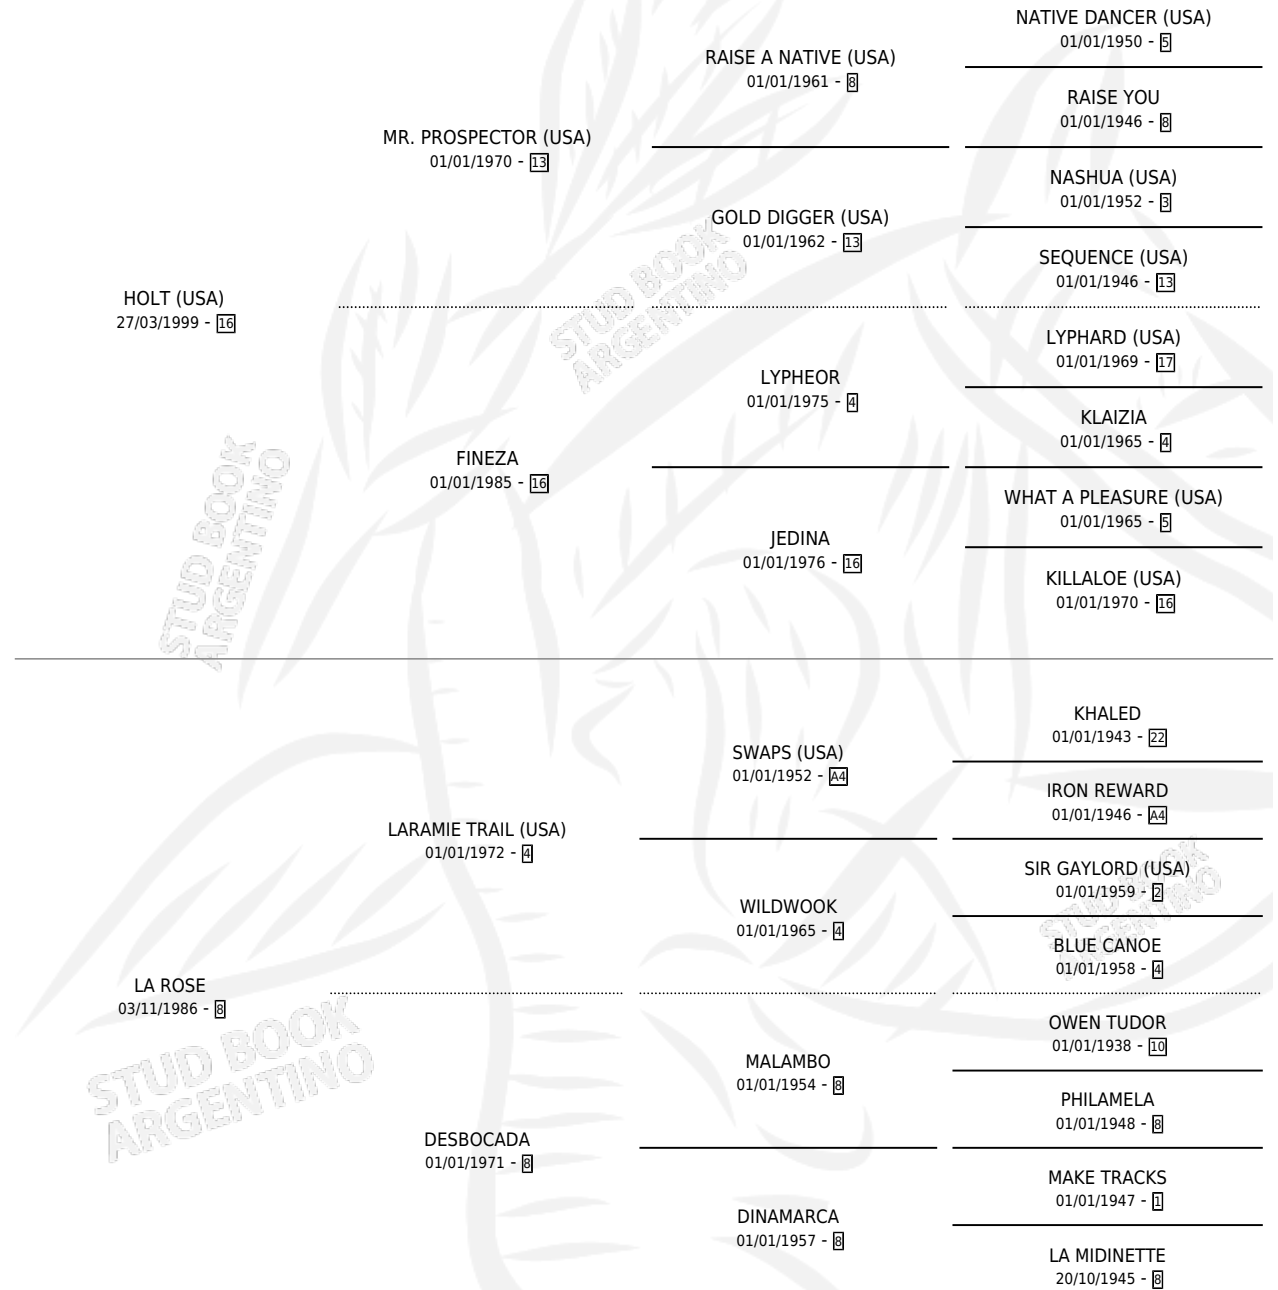 NATIVE DANCER (USA)
01/01/1950 - 5
RAISE A NATIVE (USA)
01/01/1961 - 8
RAISE YOU
01/01/1946 - 8
MR. PROSPECTOR (USA)
01/01/1970 - 13
NASHUA (USA)
01/01/1952 - 3
GOLD DIGGER (USA)
01/01/1962 - 13
SEQUENCE (USA)
01/01/1946 - 13
HOLT (USA)
27/03/1999 - 16
STUD BOOK
ARGENTINO
LYPHARD (USA)
01/01/1969 - 17
LYPHEOR
01/01/1975 - 4
KLAIZIA
01/01/1965 - 4
FINEZA
01/01/1985 - 16
WHAT A PLEASURE (USA)
01/01/1965 - 5
JEDINA
01/01/1976 - 16
KILLALOE (USA)
01/01/1970 - 16
STUD BOOK
ARGENTINO
KHALED
01/01/1943 - 22
SWAPS (USA)
01/01/1952 - A4
IRON REWARD
01/01/1946 - A4
LARAMIE TRAIL (USA)
01/01/1972 - 4
SIR GAYLORD (USA)
01/01/1959 - 2
WILDWOOK
01/01/1965 - 4
STUD BOOK
ARGENTINO
BLUE CANOE
01/01/1958 - 4
LA ROSE
03/11/1986 - 8
STUD BOOK
ARGENTINO
OWEN TUDOR
01/01/1938 - 10
MALAMBO
01/01/1954 - 8
PHILAMELA
01/01/1948 - 8
DESBOCADA
01/01/1971 - 8
MAKE TRACKS
01/01/1947 - 1
DINAMARCA
01/01/1957 - 8
LA MIDINETTE
20/10/1945 - 8